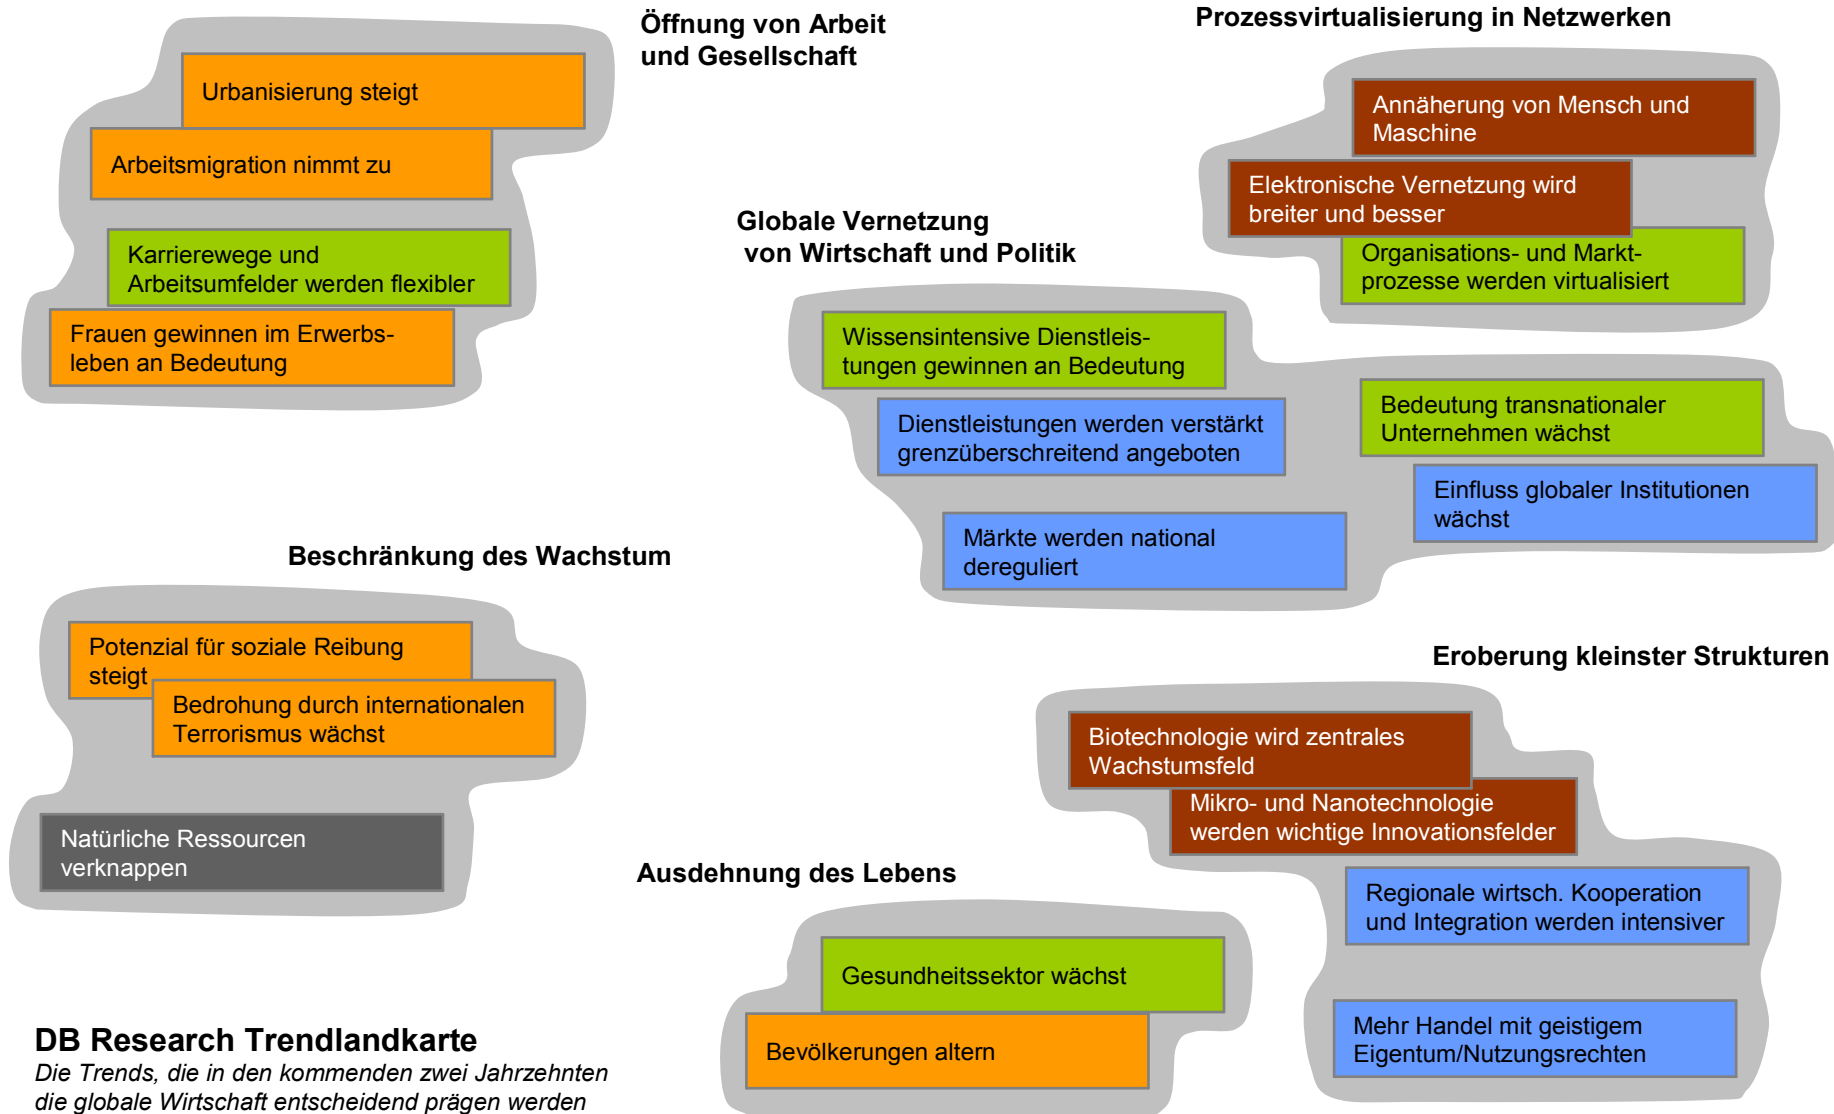 Öffnung von Arbeit
und Gesellschaft
Urbanisierung steigt
Arbeitsmigration nimmt zu
Karrierewege und
Arbeitsumfelder werden flexibler
Frauen gewinnen im Erwerbs-
leben an Bedeutung
Prozessvirtualisierung in Netzwerken
Annäherung von Mensch und
Maschine
Elektronische Vernetzung wird
breiter und besser
Organisations- und Markt-
prozesse werden virtualisiert
Globale Vernetzung
von Wirtschaft und Politik
Wissensintensive Dienstleis-
tungen gewinnen an Bedeutung
Dienstleistungen werden verstärkt
grenzüberschreitend angeboten
Märkte werden national
dereguliert
Bedeutung transnationaler
Unternehmen wächst
Einfluss globaler Institutionen
wächst
Beschränkung des Wachstum
Potenzial für soziale Reibung
steigt
Bedrohung durch internationalen
Terrorismus wächst
Natürliche Ressourcen
verknappen
Eroberung kleinster Strukturen
Biotechnologie wird zentrales
Wachstumsfeld
Mikro- und Nanotechnologie
werden wichtige Innovationsfelder
Regionale wirtsch. Kooperation
und Integration werden intensiver
Mehr Handel mit geistigem
Eigentum/Nutzungsrechten
Ausdehnung des Lebens
Gesundheitssektor wächst
Bevölkerungen altern
DB Research Trendlandkarte
Die Trends, die in den kommenden zwei Jahrzehnten
die globale Wirtschaft entscheidend prägen werden